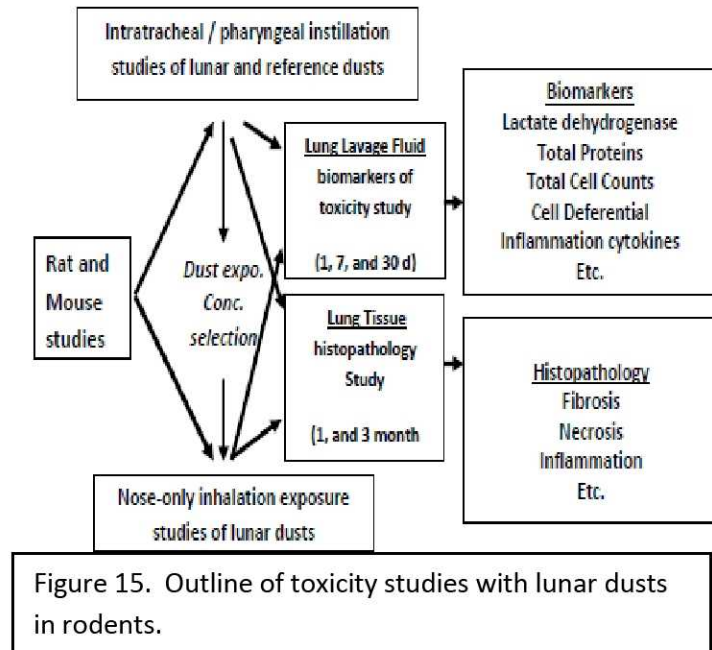 Intratracheal / pharyngeal instillation
studies of lunar and reference dusts
Rat and
Mouse
studies
Dust expo.
Conc.
selection
Lung Lavage Fluid
biomarkers of
toxicity study
(1, 7, and 30 d)
Lung Tissue
histopathology
Study
(1, and 3 month
Biomarkers
Lactate dehydrogenase
Total Proteins
Total Cell Counts
Cell Deferential
Inflammation cytokines
Etc.
Histopathology
Fibrosis
Necrosis
Inflammation
Etc.
Nose-only inhalation exposure
studies of lunar dusts
Figure 15. Outline of toxicity studies with lunar dusts
in rodents.